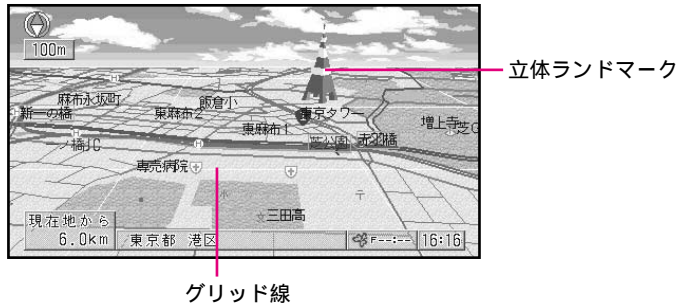 100m
立体ランドマーク
麻布永坂町
飯倉小
新一の橋
東麻布2
東京タワー
増上寺
芝G
東麻布1
一ノ橋JC
芝公園
赤羽橋
専売病院
三田高
現在地から
6.0km
東京都 港区
F--:--
16:16
グリッド線